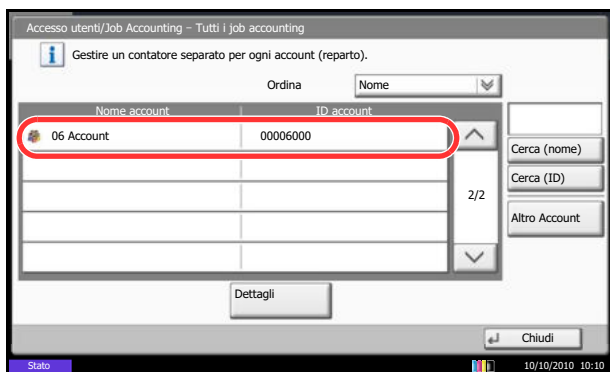 Accesso utenti/Job Accounting – Tutti i job accounting
Gestire un contatore separato per ogni account (reparto).
Ordina Nome
Nome account ID account
06 Account 00006000
Cerca (nome)
Cerca (ID)
2/2
Altro Account
Dettagli
Chiudi
Stato 10/10/2010 10:10